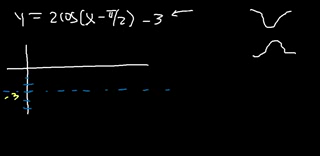 y = 2cos(x - π/2) - 3
-3